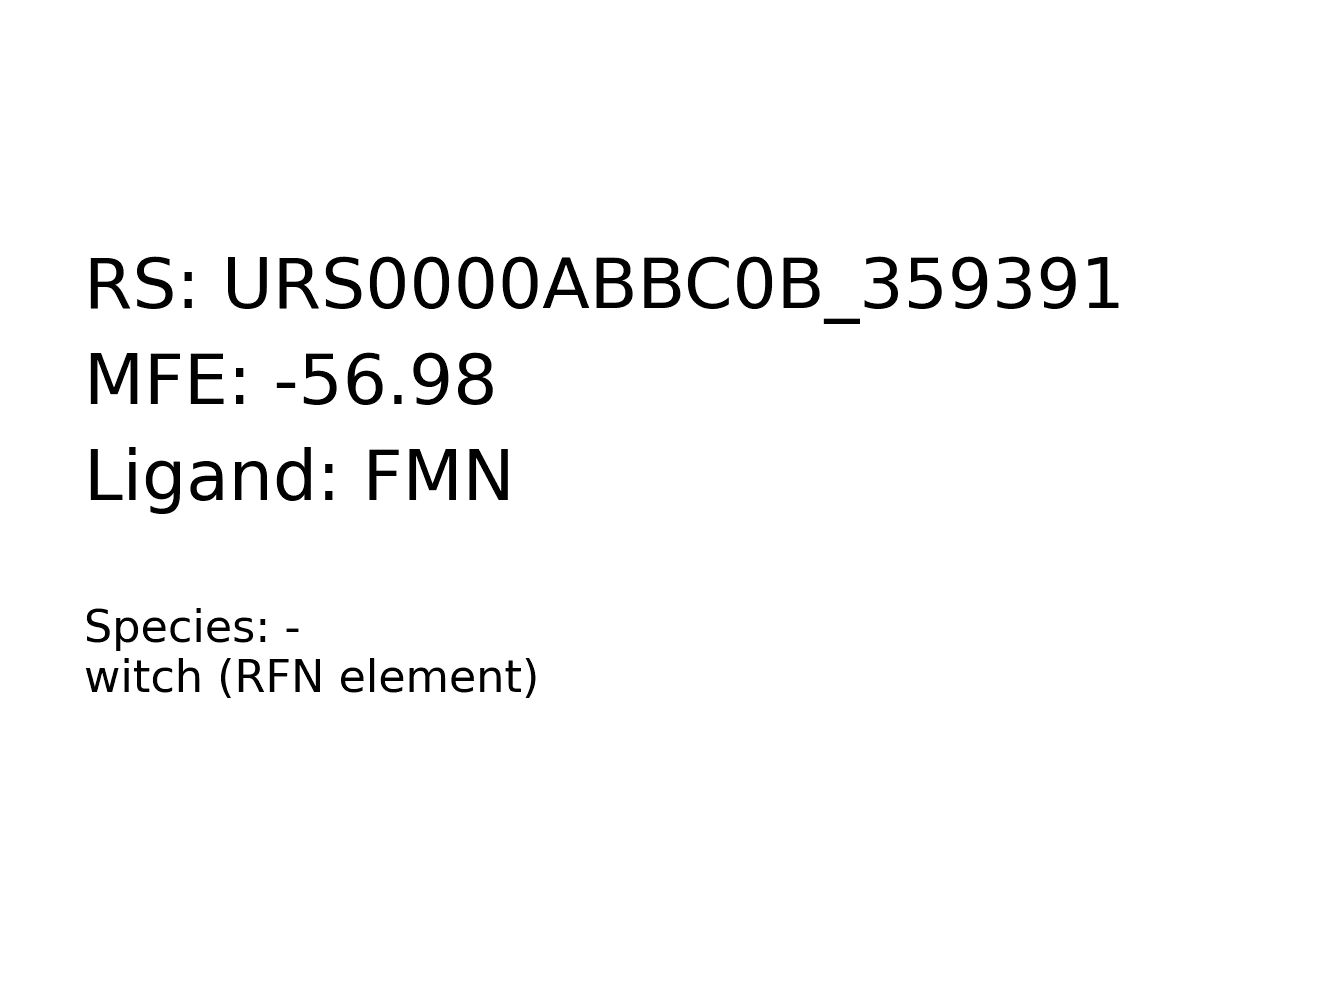 RS: URS0000ABBC0B_359391
MFE: -56.98
Ligand: FMN
Species: -
witch (RFN element)